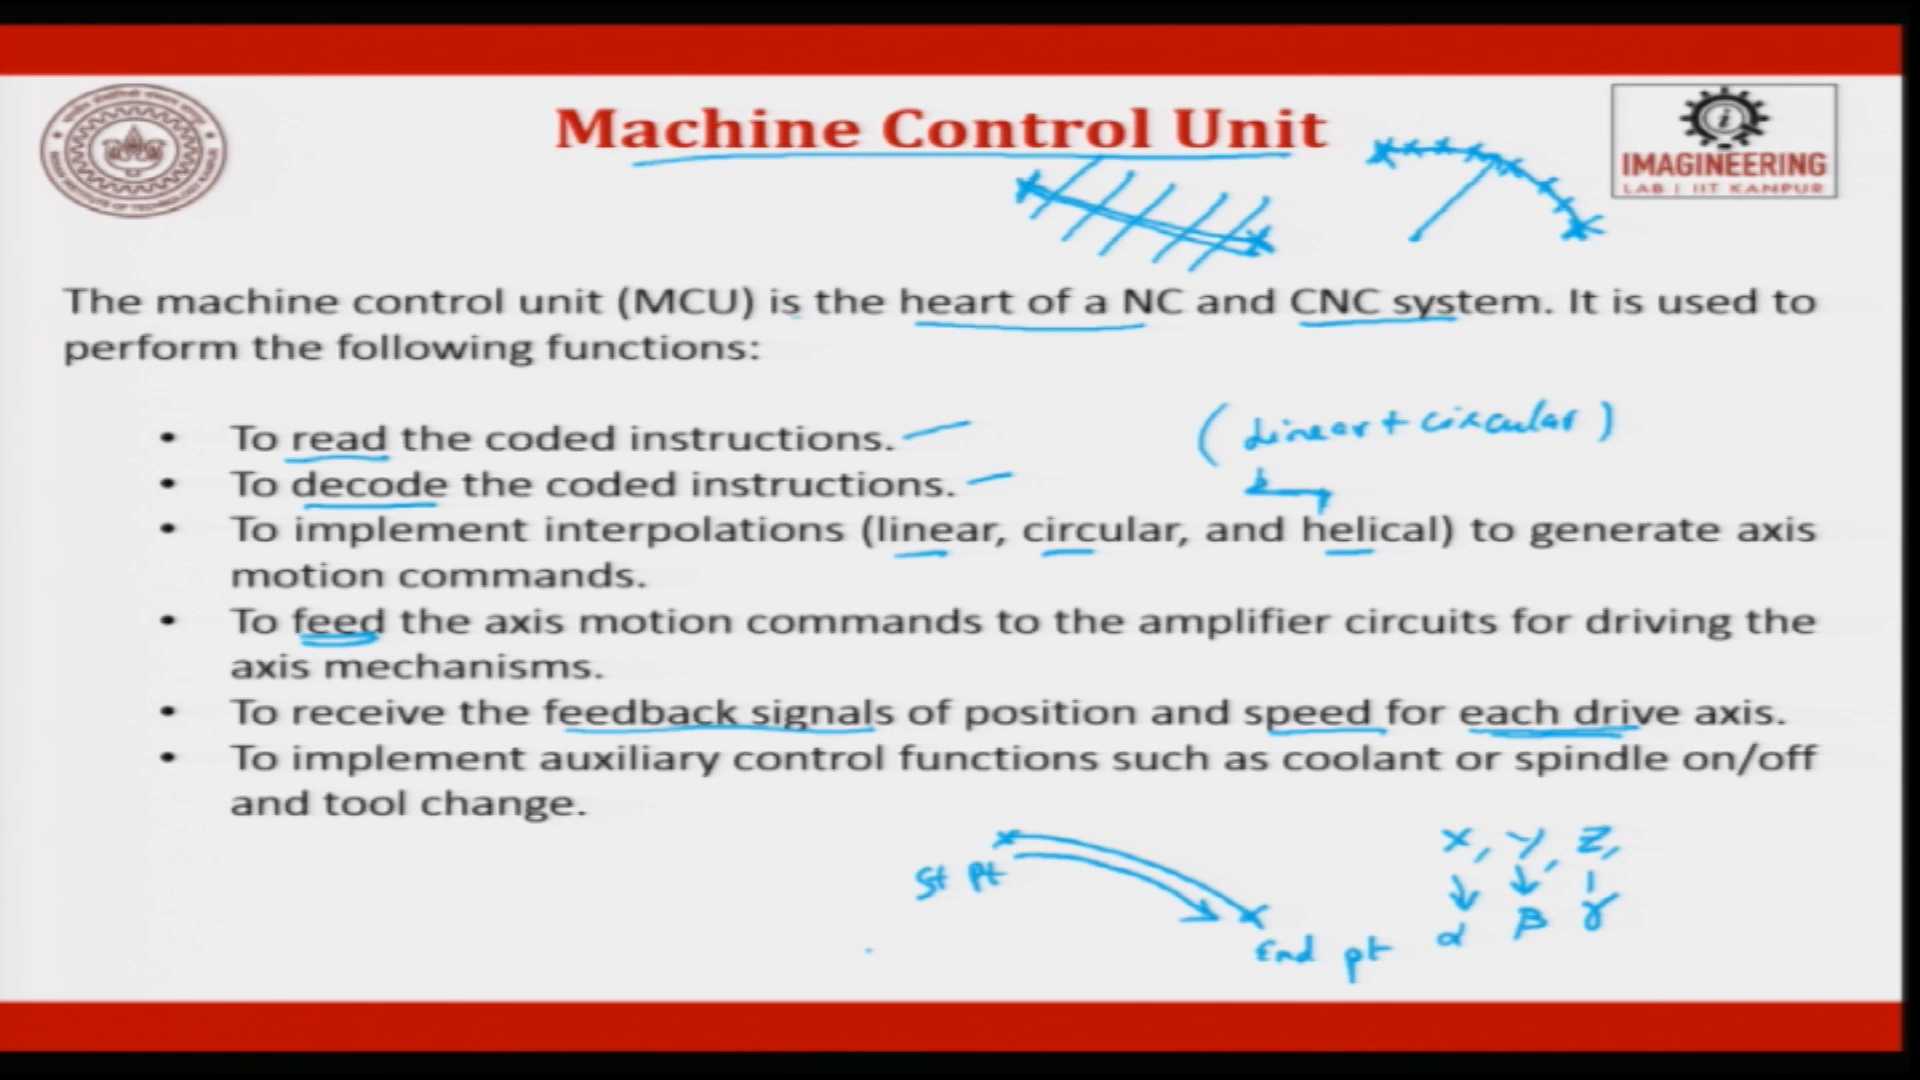 Machine Control Unit
IMAGINEERING
LAB | IIT KANPUR
The machine control unit (MCU) is the heart of a NC and CNC system. It is used to
perform the following functions:
• To read the coded instructions.
(Linear + circular)
• To decode the coded instructions.
• To implement interpolations (linear, circular, and helical) to generate axis
motion commands.
• To feed the axis motion commands to the amplifier circuits for driving the
axis mechanisms.
• To receive the feedback signals of position and speed for each drive axis.
• To implement auxiliary control functions such as coolant or spindle on/off
and tool change.
St pt
End pt
X, Y, Z,
α β γ